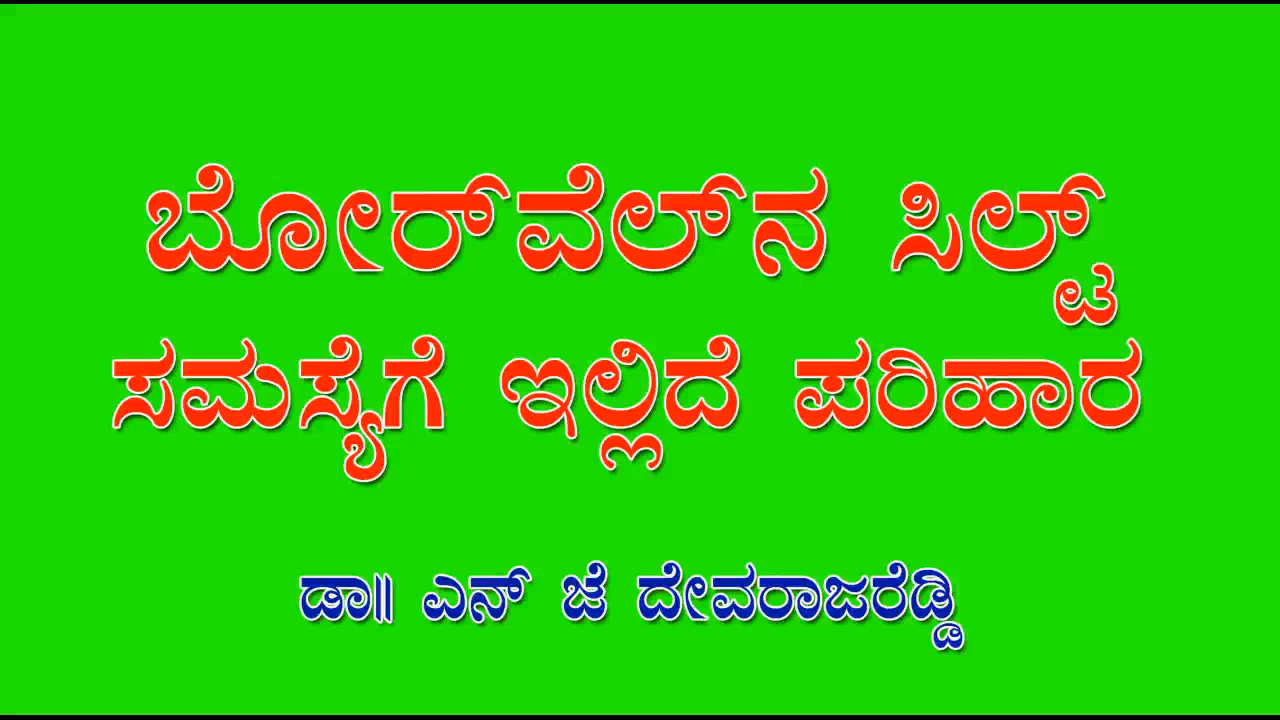 ಬೋರ್‌ವೆಲ್‌ನ ಸಿಲ್ಟ್
ಸಮಸ್ಯೆಗೆ ಇಲ್ಲಿದೆ ಪರಿಹಾರ
ಡಾ॥ ಎನ್ ಜೆ ದೇವರಾಜರೆಡ್ಡಿ